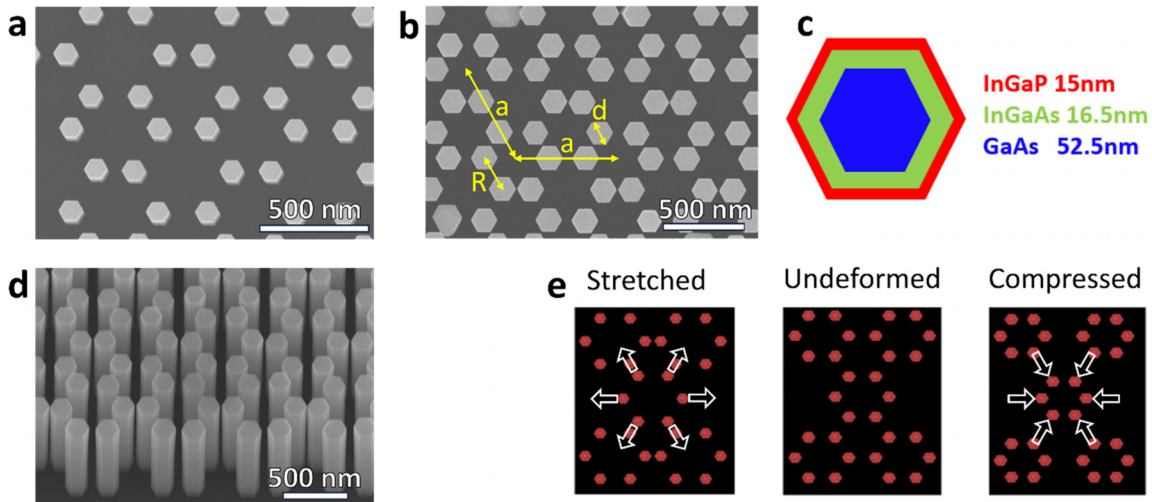 a
500 nm
b
a
d
a
R
500 nm
c
InGaP 15nm
InGaAs 16.5nm
GaAs 52.5nm
d
500 nm
e
Stretched
Undeformed
Compressed